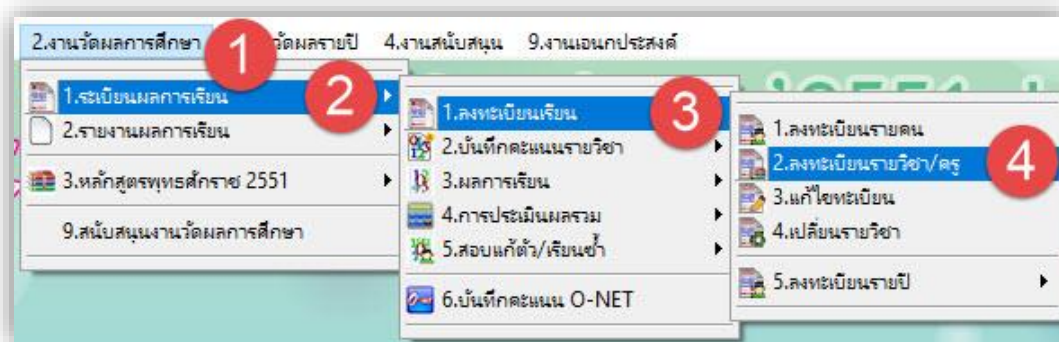 2.งานวัดผลการศึกษา วัดผลรายปี 4.งานสนับสนุน 9.งานเอนกประสงค์
1
1.ระเบียนผลการเรียน
2
2.รายงานผลการเรียน
3.หลักสูตรพุทธศักราช 2551
9.สนับสนุนงานวัดผลการศึกษา
1.ลงทะเบียนเรียน
3
2.บันทึกคะแนนรายวิชา
3.ผลการเรียน
4.การประเมินผลรวม
5.สอบแก้ตัว/เรียนซ้ำ
6.บันทึกคะแนน O-NET
1.ลงทะเบียนรายคน
2.ลงทะเบียนรายวิชา/ครู
4
3.แก้ไขทะเบียน
4.เปลี่ยนรายวิชา
5.ลงทะเบียนรายปี